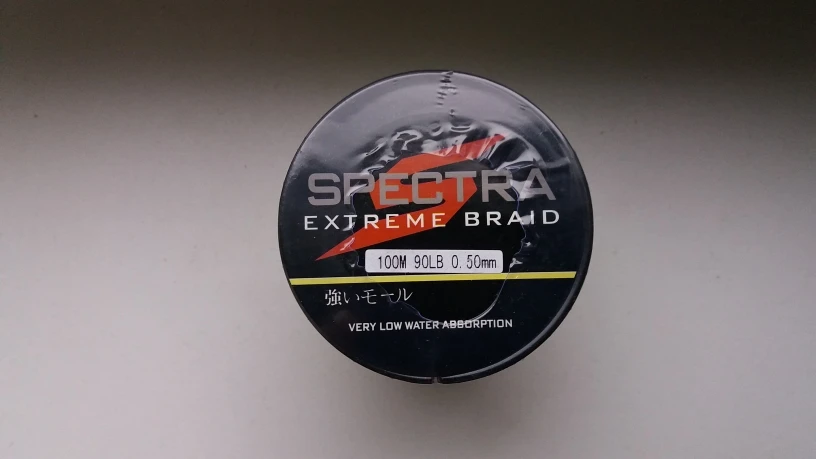 SPECTRA
EXTREME BRAID
100M 90LB 0.50mm
強いモール
VERY LOW WATER ABSORPTION